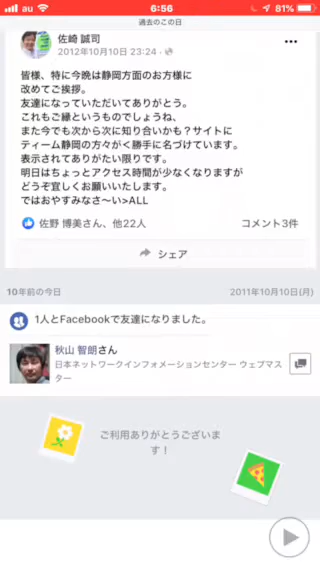 au
6:56
81%
過去のこの日
佐崎 誠司
2012年10月10日 23:24
皆様、特に今晩は静岡方面のお方様に
改めてご挨拶。
友達になっていただいてありがとう。
これもご縁というものでしょうね、
また今でも次から次に知り合いかも？サイトに
ティーム静岡の方々が<勝手に名づけています。
表示されてありがたい限りです。
明日はちょっとアクセス時間が少なくなりますが
どうぞ宜しくお願いいたします。
ではおやすみなさ〜い>ALL
佐野 博美さん、他22人 コメント3件
シェア
10年前の今日 2011年10月10日(月)
1人とFacebookで友達になりました。
秋山 智朗さん
日本ネットワークインフォメーションセンター ウェブマス
ター
ご利用ありがとうございま
す！